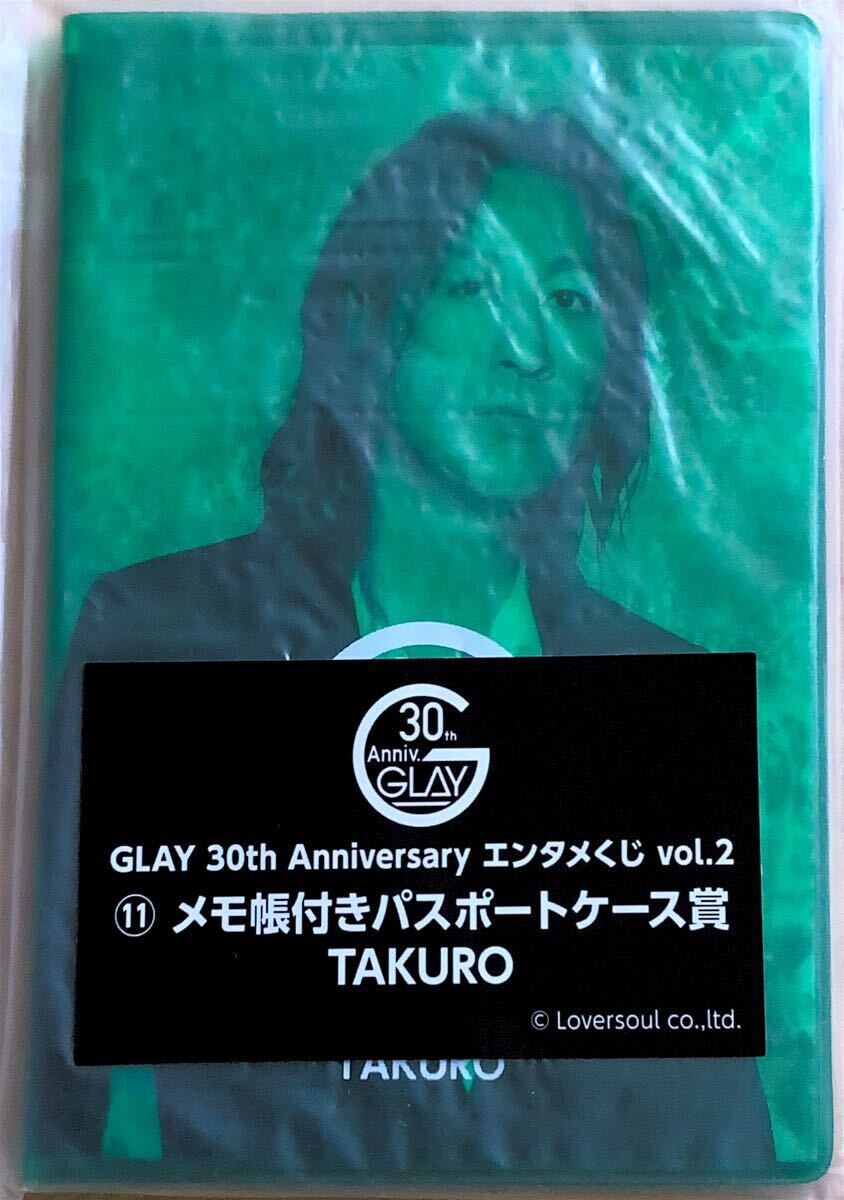 30th
Anniv.
GLAY
GLAY 30th Anniversary エンタメくじ vol.2
⑪ メモ帳付きパスポートケース賞
TAKURO
© Loversoul co.,ltd.
TAKURO